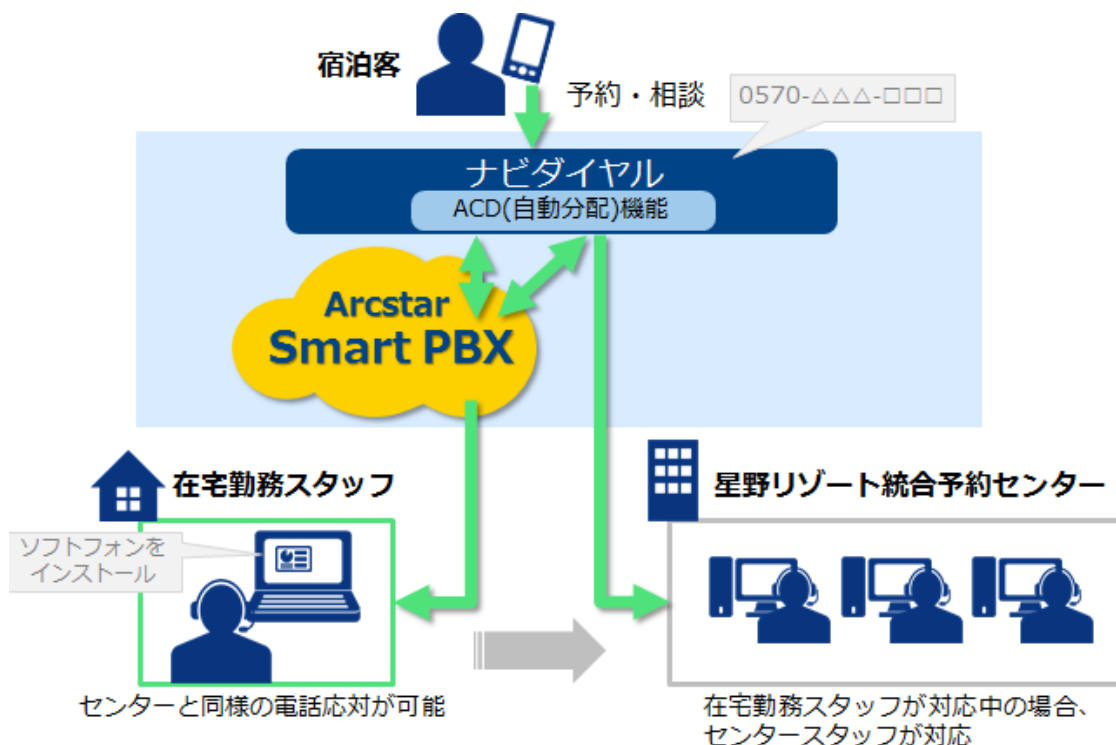 宿泊客
予約・相談
0570-△△△-□□□
ナビダイヤル
ACD(自動分配)機能
Arcstar
Smart PBX
在宅勤務スタッフ
星野リゾート統合予約センター
ソフトフォンを
インストール
センターと同様の電話応対が可能
在宅勤務スタッフが対応中の場合、
センタースタッフが対応